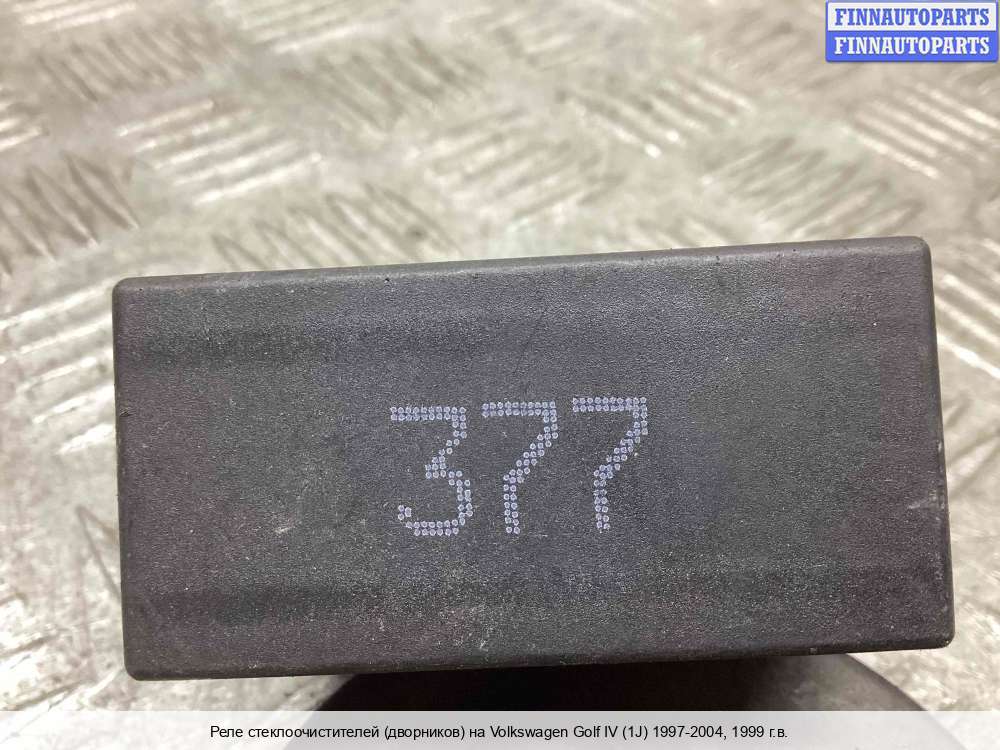 FINNAUTOPARTS
FINNAUTOPARTS
377
Реле стеклоочистителей (дворников) на Volkswagen Golf IV (1J) 1997-2004, 1999 г.в.